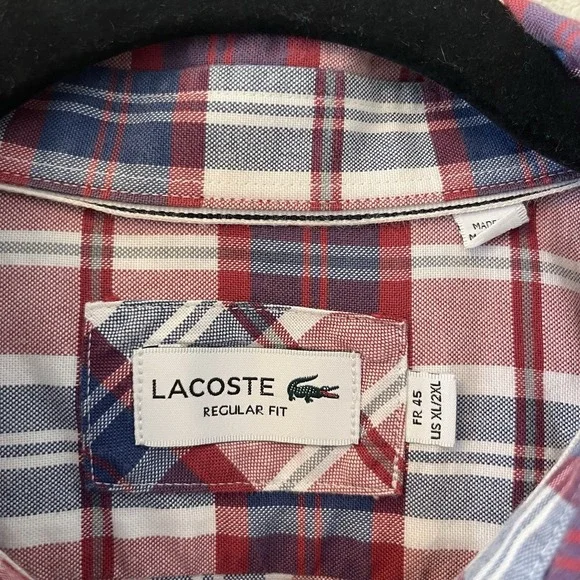 MADE
LACOSTE
REGULAR FIT
FR 45
US XL/2XL